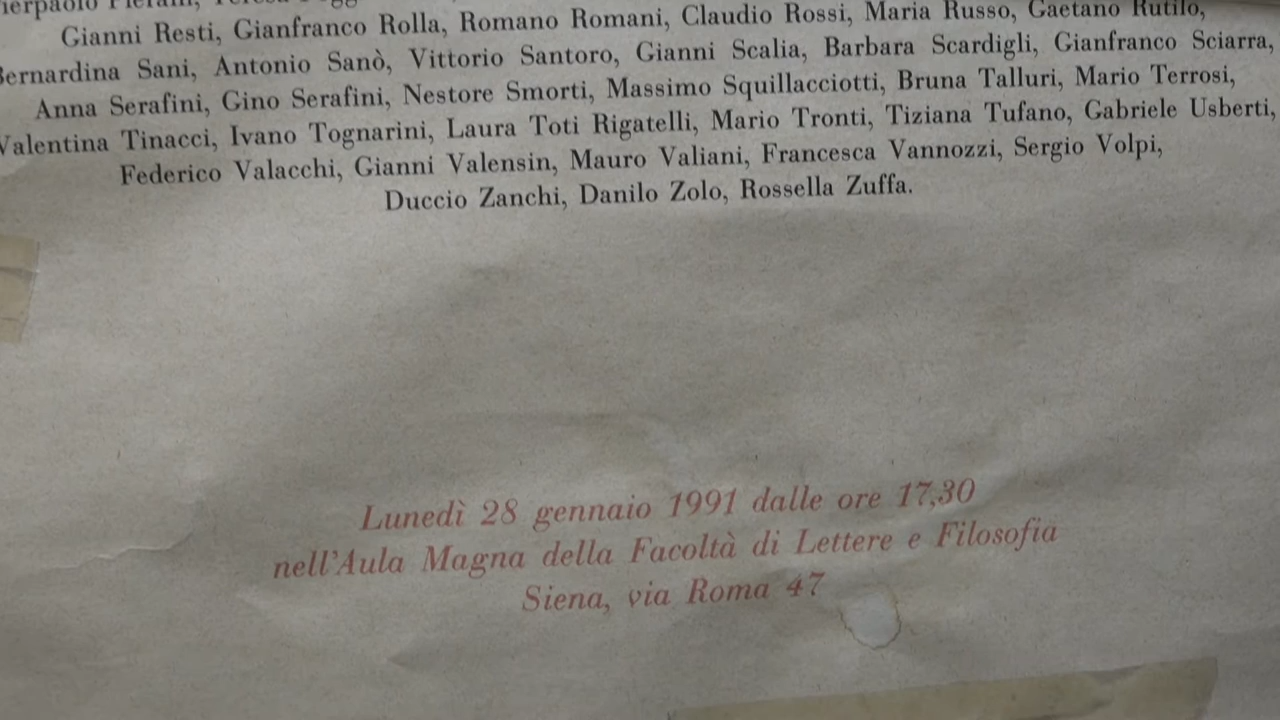 Gianni Resti, Gianfranco Rolla, Romano Romani, Claudio Rossi, Maria Russo, Gaetano Rutilo,
Bernardina Sani, Antonio Sanò, Vittorio Santoro, Gianni Scalia, Barbara Scardigli, Gianfranco Sciarra,
Anna Serafini, Gino Serafini, Nestore Smorti, Massimo Squillacciotti, Bruna Talluri, Mario Terrosi,
Valentina Tinacci, Ivano Tognarini, Laura Toti Rigatelli, Mario Tronti, Tiziana Tufano, Gabriele Usberti,
Federico Valacchi, Gianni Valensin, Mauro Valiani, Francesca Vannozzi, Sergio Volpi,
Duccio Zanchi, Danilo Zolo, Rossella Zuffa.
Lunedì 28 gennaio 1991 dalle ore 17,30
nell'Aula Magna della Facoltà di Lettere e Filosofia
Siena, via Roma 47